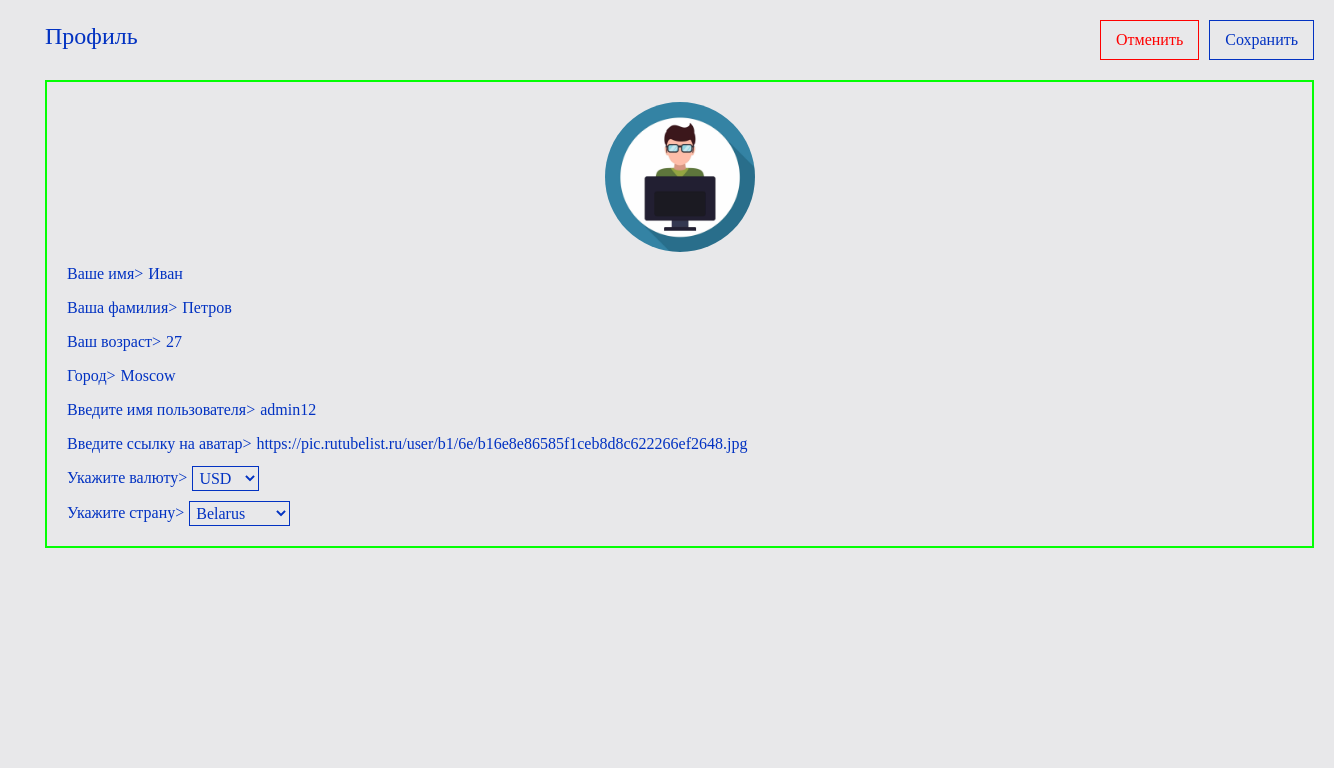 Профиль
Отменить
Сохранить
Ваше имя> Иван
Ваша фамилия> Петров
Ваш возраст> 27
Город> Moscow
Введите имя пользователя> admin12
Введите ссылку на аватар> https://pic.rutubelist.ru/user/b1/6e/b16e8e86585f1ceb8d8c622266ef2648.jpg
Укажите валюту> USD
Укажите страну> Belarus